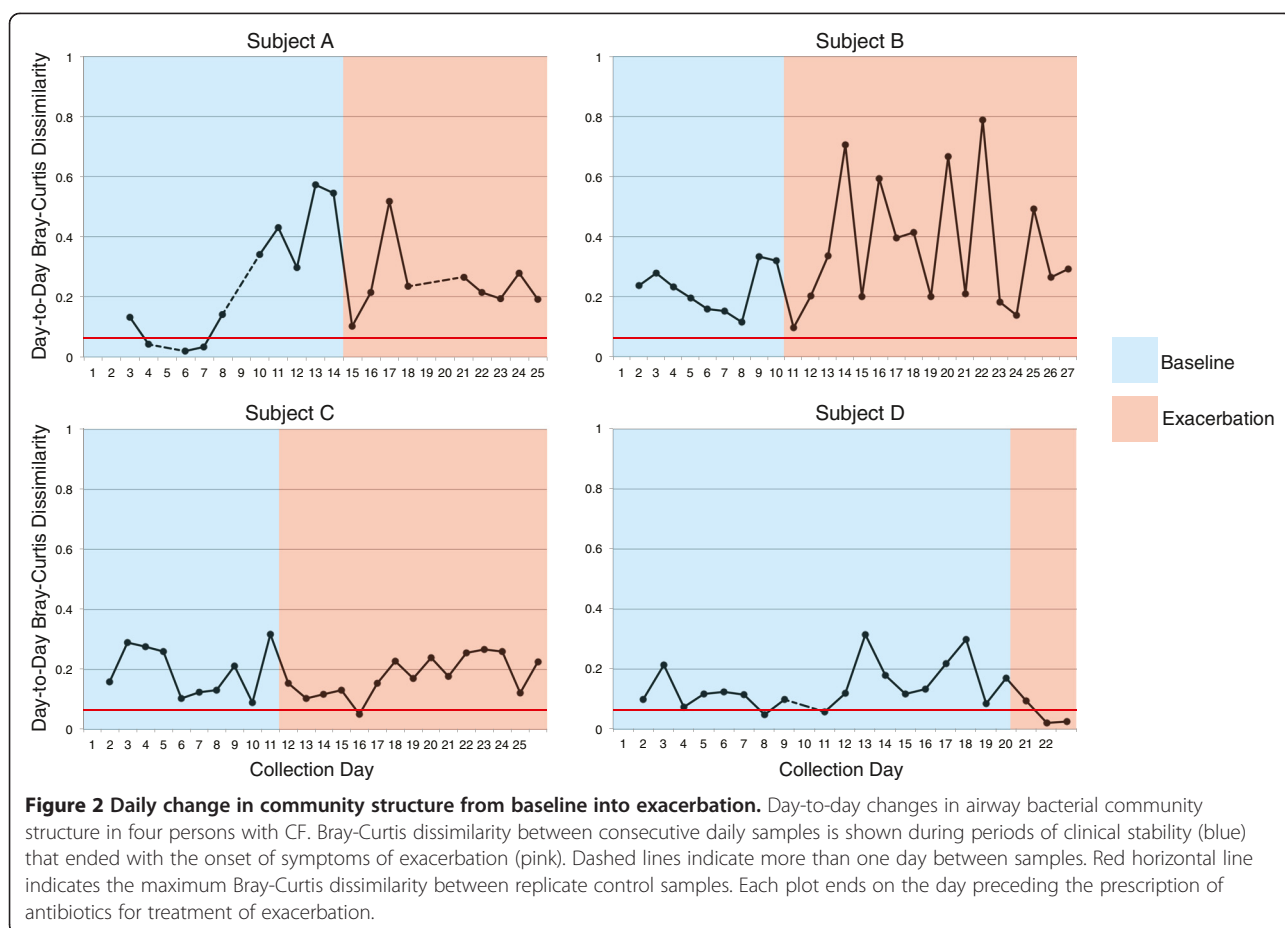 Subject A
Subject B
Day-to-Day Bray-Curtis Dissimilarity
1
0.8
0.6
0.4
0.2
0
1 2 3 4 5 6 7 8 9 10 11 12 13 14 15 16 17 18 19 20 21 22 23 24 25
1
0.8
0.6
0.4
0.2
0
1 2 3 4 5 6 7 8 9 10 11 12 13 14 15 16 17 18 19 20 21 22 23 24 25 26 27
Baseline
Exacerbation
Subject C
Subject D
Day-to-Day Bray-Curtis Dissimilarity
1
0.8
0.6
0.4
0.2
0
1 2 3 4 5 6 7 8 9 10 11 12 13 14 15 16 17 18 19 20 21 22 23 24 25
Collection Day
1
0.8
0.6
0.4
0.2
0
1 2 3 4 5 6 7 8 9 10 11 12 13 14 15 16 17 18 19 20 21 22
Collection Day
Figure 2 Daily change in community structure from baseline into exacerbation. Day-to-day changes in airway bacterial community
structure in four persons with CF. Bray-Curtis dissimilarity between consecutive daily samples is shown during periods of clinical stability (blue)
that ended with the onset of symptoms of exacerbation (pink). Dashed lines indicate more than one day between samples. Red horizontal line
indicates the maximum Bray-Curtis dissimilarity between replicate control samples. Each plot ends on the day preceding the prescription of
antibiotics for treatment of exacerbation.